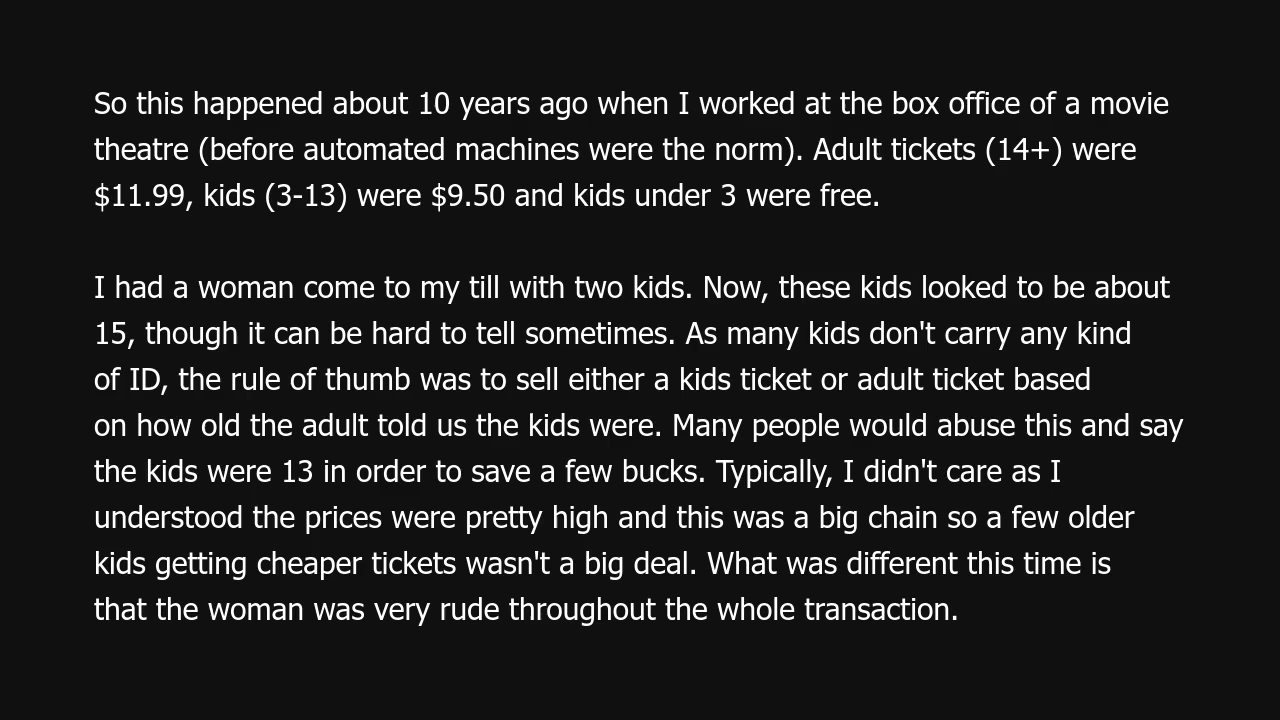 So this happened about 10 years ago when I worked at the box office of a movie
theatre (before automated machines were the norm). Adult tickets (14+) were
$11.99, kids (3-13) were $9.50 and kids under 3 were free.
I had a woman come to my till with two kids. Now, these kids looked to be about
15, though it can be hard to tell sometimes. As many kids don't carry any kind
of ID, the rule of thumb was to sell either a kids ticket or adult ticket based
on how old the adult told us the kids were. Many people would abuse this and say
the kids were 13 in order to save a few bucks. Typically, I didn't care as I
understood the prices were pretty high and this was a big chain so a few older
kids getting cheaper tickets wasn't a big deal. What was different this time is
that the woman was very rude throughout the whole transaction.